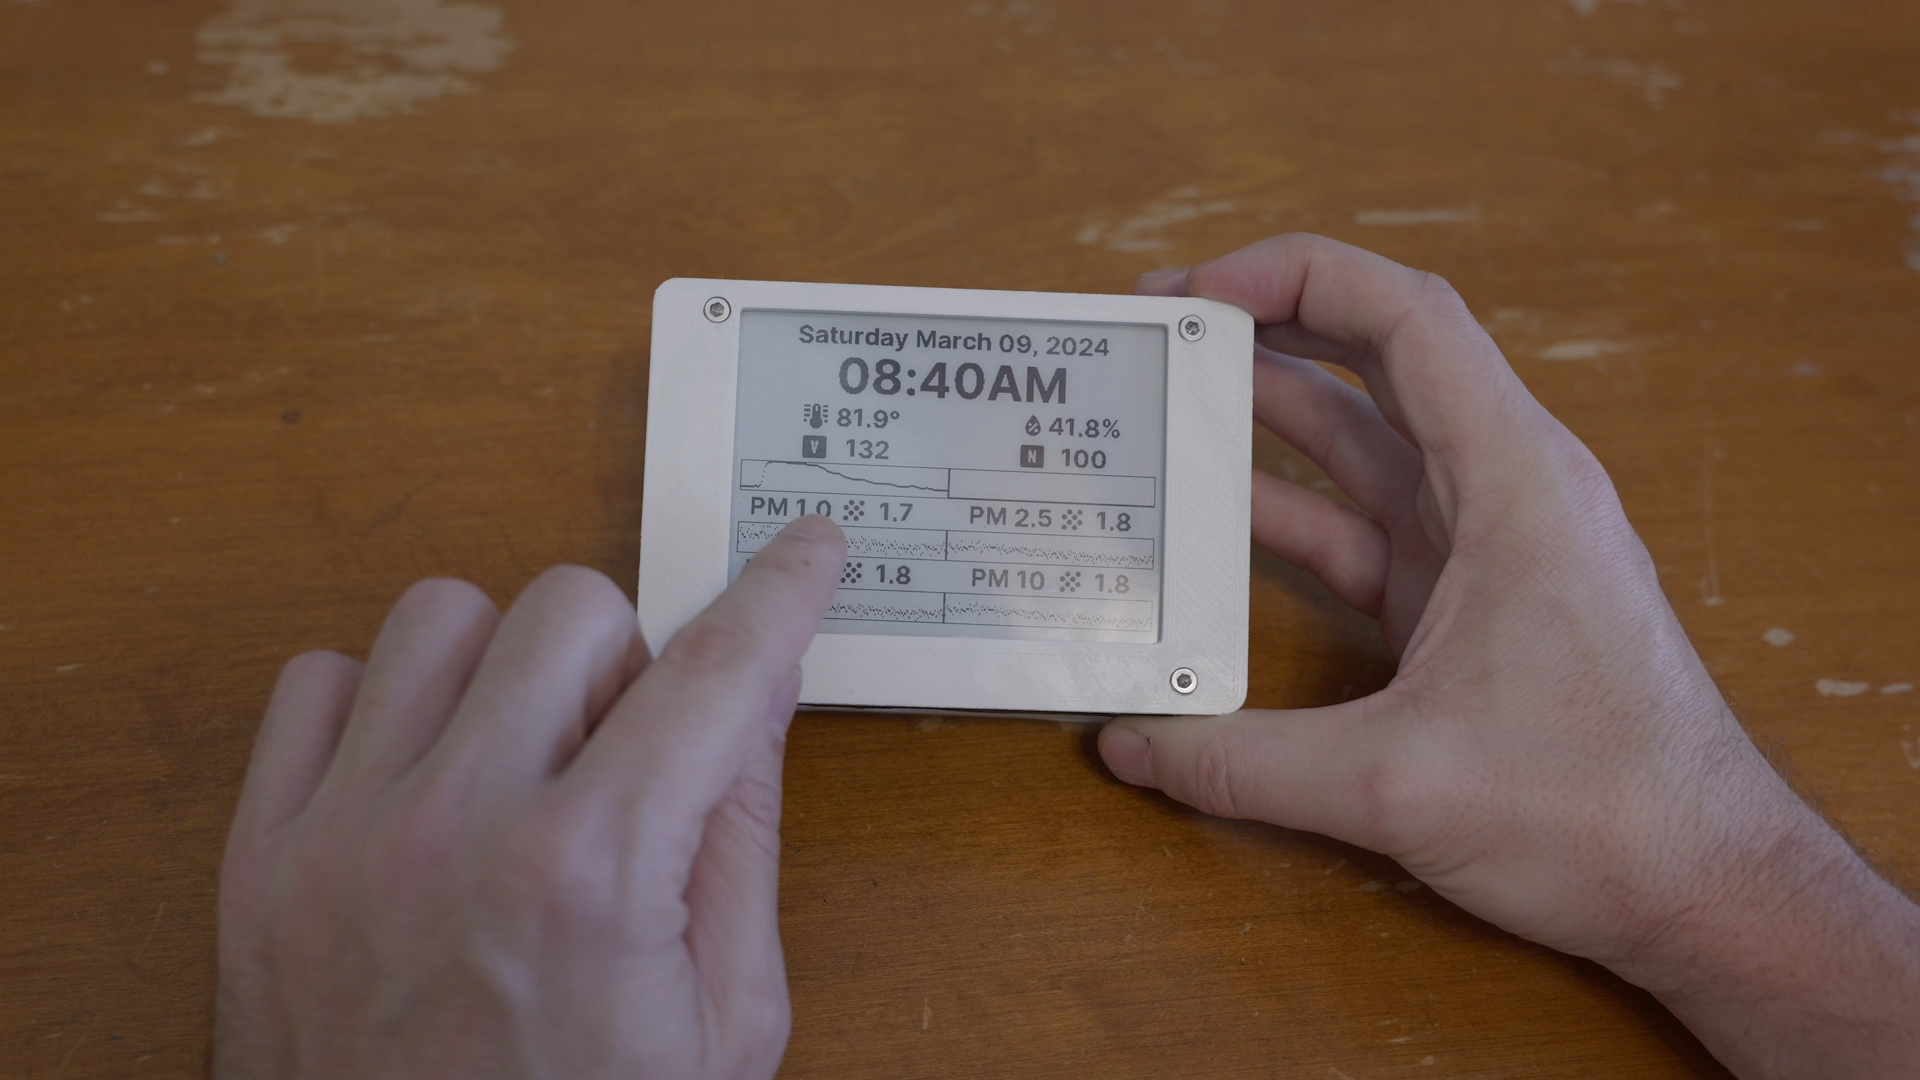 Saturday March 09, 2024
08:40AM
81.9° 41.8%
V 132 N 100
PM 1.0 1.7 PM 2.5 1.8
1.8 PM 10 1.8